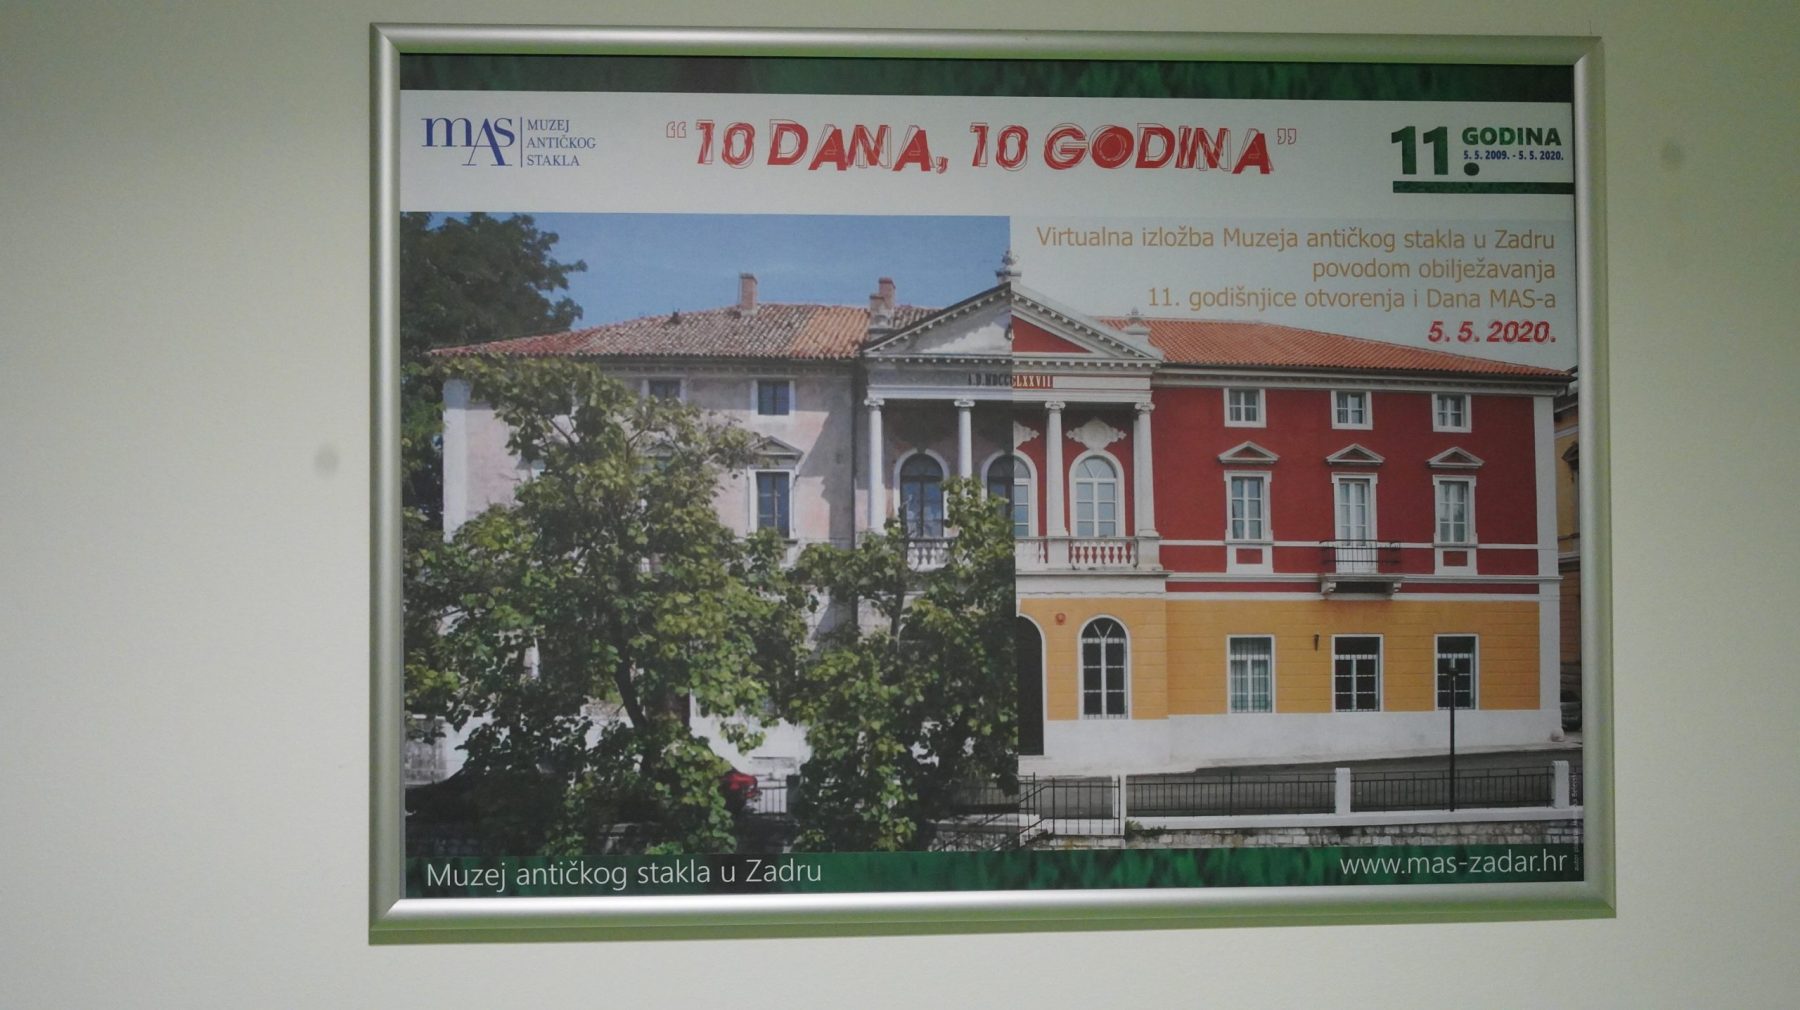 mAS
MUZEJ
ANTIČKOG
STAKLA
“10 DANA, 10 GODINA”
11. GODINA
5. 5. 2009. - 5. 5. 2020.
Virtualna izložba Muzeja antičkog stakla u Zadru
povodom obilježavanja
11. godišnjice otvorenja i Dana MAS-a
5. 5. 2020.
A.D.MDCCCLXXVII
Muzej antičkog stakla u Zadru
www.mas-zadar.hr